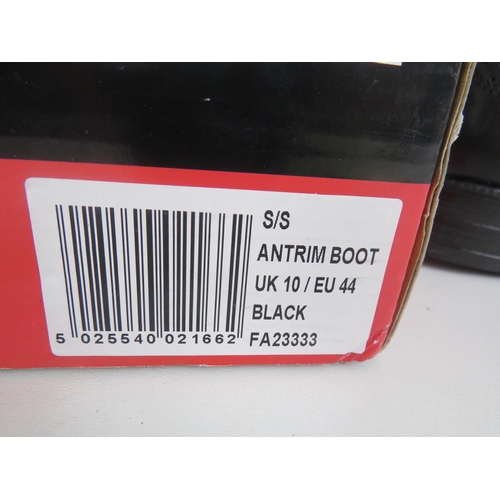 S/S
ANTRIM BOOT
UK 10 / EU 44
BLACK
5 025540 021662
FA23333